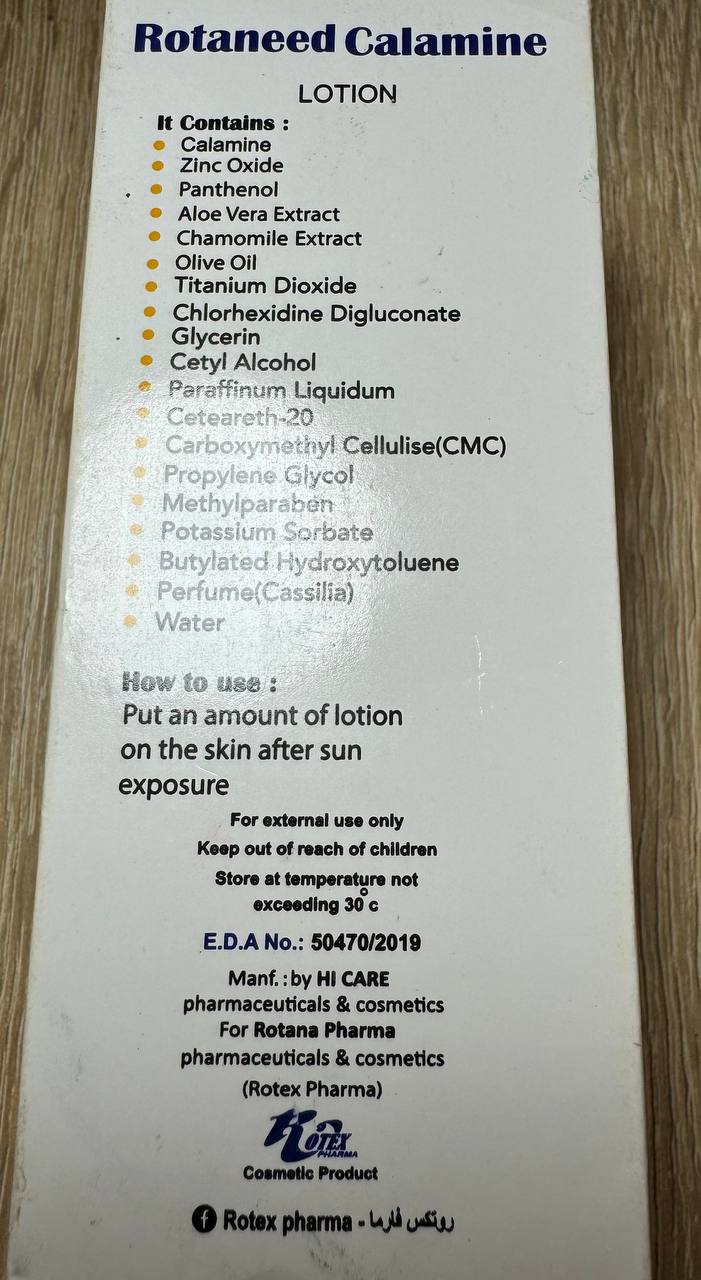 Rotaneed Calamine
LOTION
It Contains :
Calamine
Zinc Oxide
Panthenol
Aloe Vera Extract
Chamomile Extract
Olive Oil
Titanium Dioxide
Chlorhexidine Digluconate
Glycerin
Cetyl Alcohol
Paraffinum Liquidum
Ceteareth-20
Carboxymethyl Cellulise(CMC)
Propylene Glycol
Methylparaben
Potassium Sorbate
Butylated Hydroxytoluene
Perfume(Cassilia)
Water
How to use :
Put an amount of lotion
on the skin after sun
exposure
For external use only
Keep out of reach of children
Store at temperature not
exceeding 30° c
E.D.A No.: 50470/2019
Manf. : by HI CARE
pharmaceuticals & cosmetics
For Rotana Pharma
pharmaceuticals & cosmetics
(Rotex Pharma)
Rotex
PHARMA
Cosmetic Product
f Rotex pharma - روتكس فارما